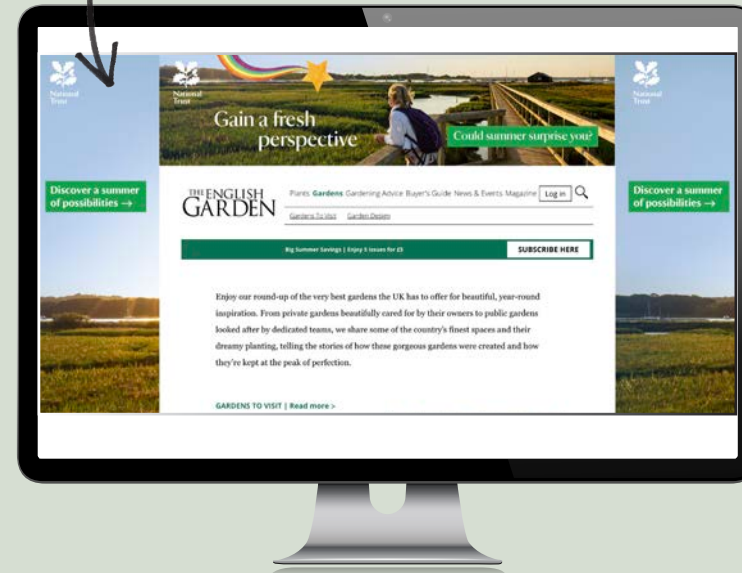 National
Trust
Discover a summer
of possibilities →
National
Trust
Gain a fresh
perspective
Could summer surprise you?
National
Trust
Discover a summer
of possibilities →
THE ENGLISH
GARDEN
Plants Gardens Gardening Advice Buyer's Guide News & Events Magazine Log in
Gardens To Visit Garden Design
Big Summer Savings | Enjoy 5 issues for £5
SUBSCRIBE HERE
Enjoy our round-up of the very best gardens the UK has to offer for beautiful, year-round
inspiration. From private gardens beautifully cared for by their owners to public gardens
looked after by dedicated teams, we share some of the country's finest spaces and their
dreamy planting, telling the stories of how these gorgeous gardens were created and how
they're kept at the peak of perfection.
GARDENS TO VISIT | Read more >